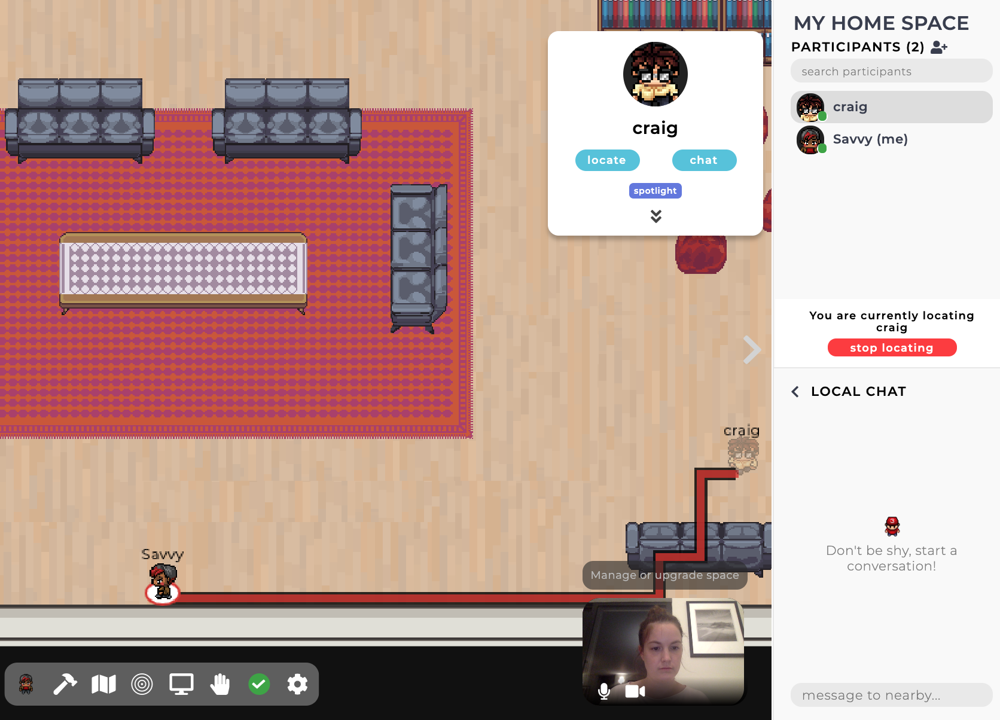 MY HOME SPACE
PARTICIPANTS (2)
search participants
craig
Savvy (me)
craig
locate
chat
spotlight
You are currently locating
craig
stop locating
LOCAL CHAT
craig
Savvy
Manage or upgrade space
3
Don't be shy, start a
conversation!
message to nearby...